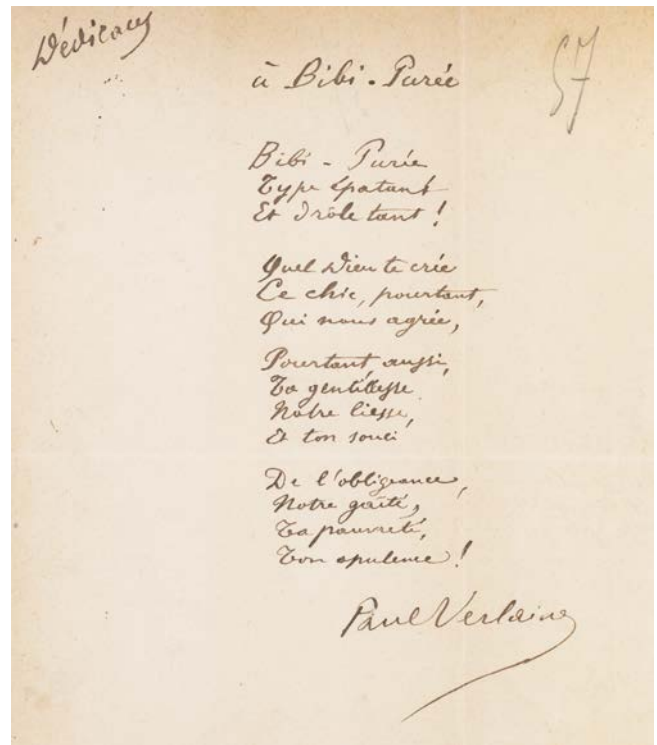 Dédicaces
57
à Bibi-Purée
Bibi-Purée
Type épatant
Et drôle tant !
Quel Dieu te crée
Ce chic, pourtant,
Qui nous agrée,
Pourtant, aussi,
Ta gentillesse
Notre liesse,
Et ton souci
De l'obligeance,
Notre gaîté,
Ta pauvreté,
Ton opulence !
Paul Verlaine